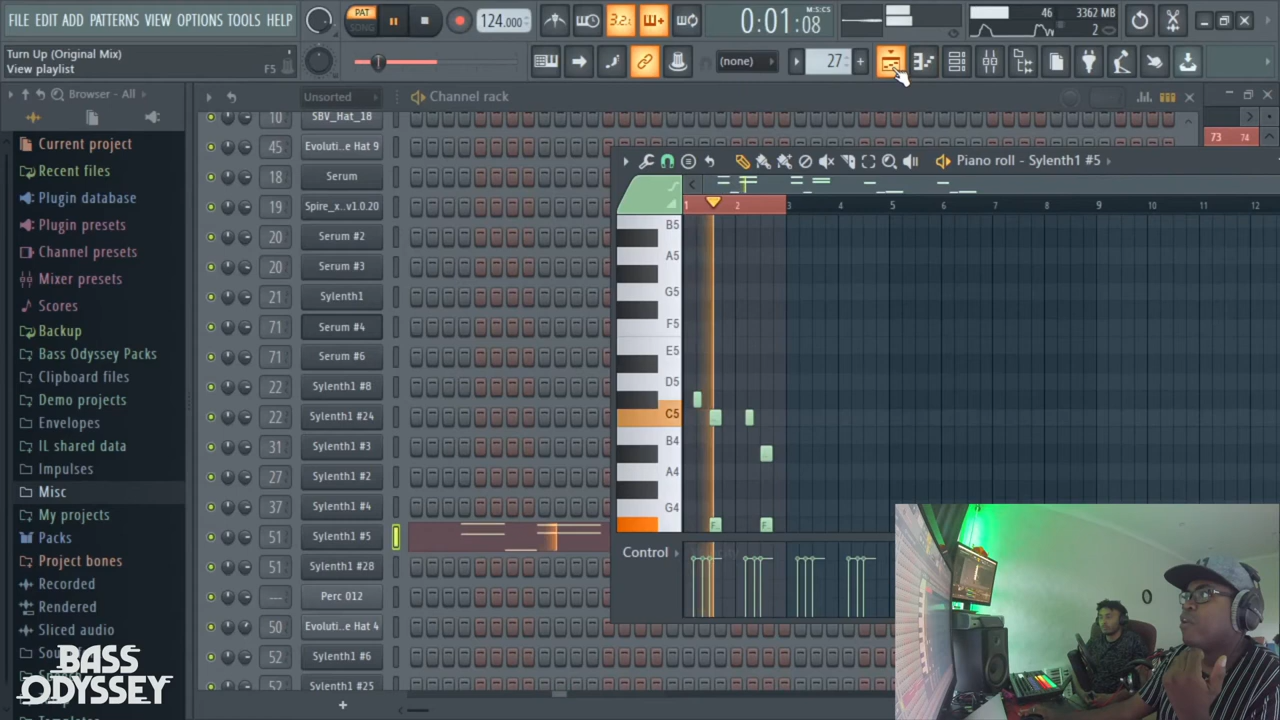 FILE EDIT ADD PATTERNS VIEW OPTIONS TOOLS HELP
PAT
SONG
124.000
3.2:
0:01:08
M:S:CS
46
3362 MB
2
Turn Up (Original Mix)
View playlist
F5
(none)
27
Browser - All
Unsorted
Channel rack
Current project
Recent files
Plugin database
Plugin presets
Channel presets
Mixer presets
Scores
Backup
Bass Odyssey Packs
Clipboard files
Demo projects
Envelopes
IL shared data
Impulses
Misc
My projects
Packs
Project bones
Recorded
Rendered
Sliced audio
BASS
ODYSSEY
10 SBV_Hat_18
45 Evoluti..e Hat 9
18 Serum
19 Spire_x..v1.0.20
20 Serum #2
20 Serum #3
21 Sylenth1
71 Serum #4
71 Serum #6
22 Sylenth1 #8
22 Sylenth1 #24
31 Sylenth1 #3
27 Sylenth1 #2
37 Sylenth1 #4
51 Sylenth1 #5
51 Sylenth1 #28
--- Perc 012
50 Evoluti..e Hat 4
52 Sylenth1 #6
52 Sylenth1 #25
73 74
Piano roll - Sylenth1 #5
1 2 3 4 5 6 7 8 9 10 11 12
B5
A5
G5
F5
E5
D5
C5
B4
A4
G4
F..
F..
Control